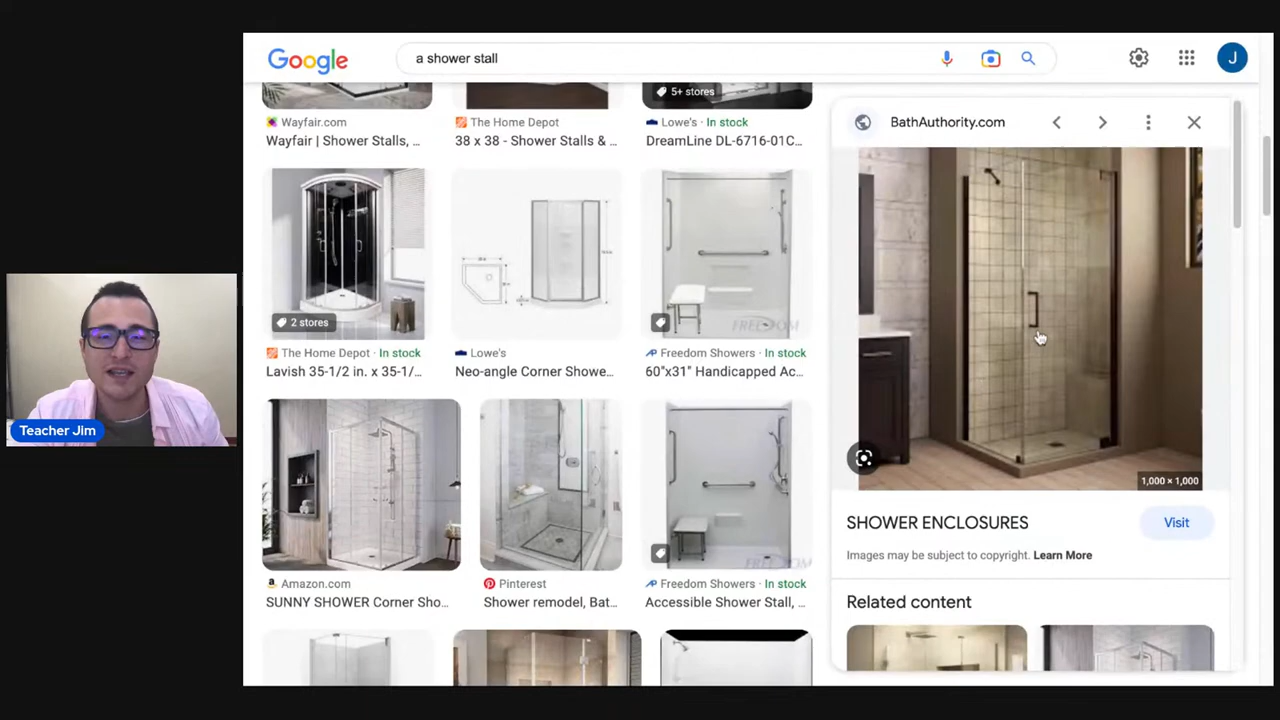 Google
a shower stall
J
5+ stores
Wayfair.com
Wayfair | Shower Stalls, ...
The Home Depot
38 x 38 - Shower Stalls & ...
Lowe's · In stock
DreamLine DL-6716-01C...
BathAuthority.com
2 stores
The Home Depot · In stock
Lavish 35-1/2 in. x 35-1/...
Lowe's
Neo-angle Corner Showe...
FREEDOM
Freedom Showers · In stock
60"x31" Handicapped Ac...
Teacher Jim
1,000 × 1,000
SHOWER ENCLOSURES
Visit
Images may be subject to copyright. Learn More
Amazon.com
SUNNY SHOWER Corner Sho...
Pinterest
Shower remodel, Bat...
FREEDOM
Freedom Showers · In stock
Accessible Shower Stall, ...
Related content